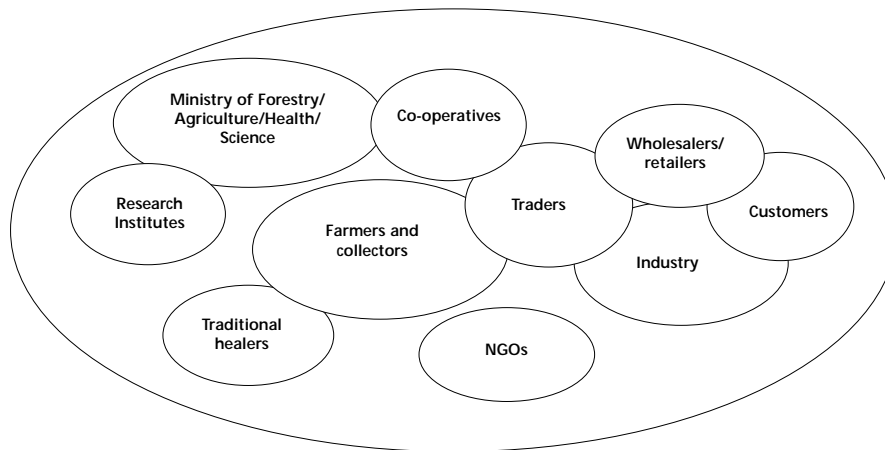 Ministry of Forestry/
Agriculture/Health/
Science
Co-operatives
Wholesalers/
retailers
Research
Institutes
Traders
Customers
Farmers and
collectors
Industry
Traditional
healers
NGOs